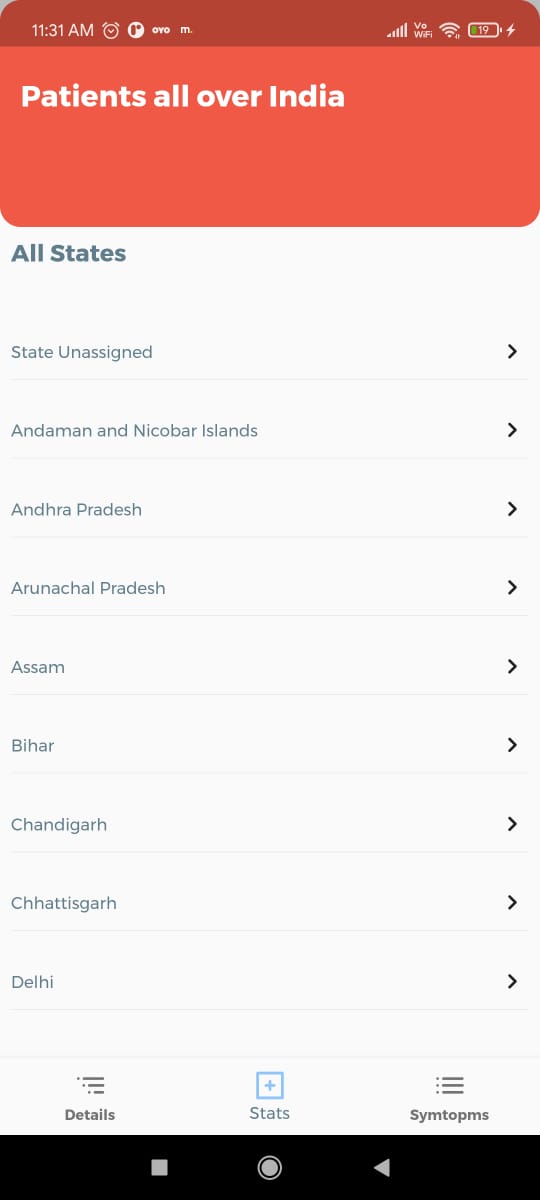 11:31 AM OVO m. Vo WiFi 19
Patients all over India
All States
State Unassigned
Andaman and Nicobar Islands
Andhra Pradesh
Arunachal Pradesh
Assam
Bihar
Chandigarh
Chhattisgarh
Delhi
Details Stats Symtopms